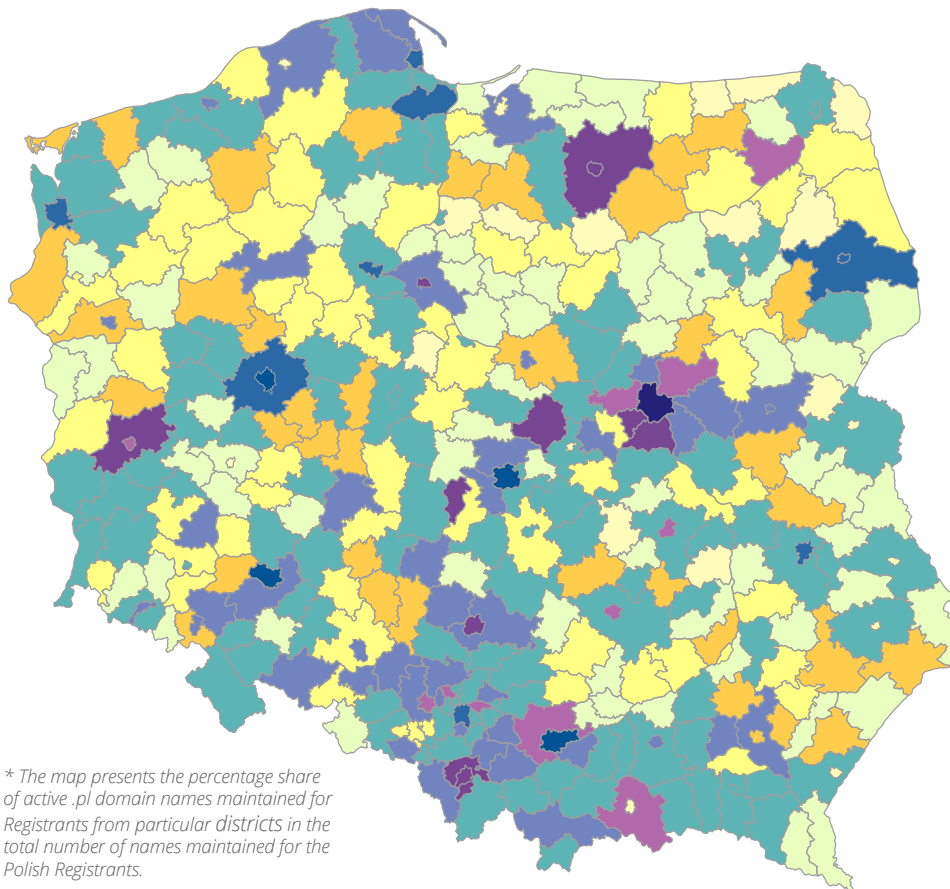 * The map presents the percentage share
of active .pl domain names maintained for
Registrants from particular districts in the
total number of names maintained for the
Polish Registrants.